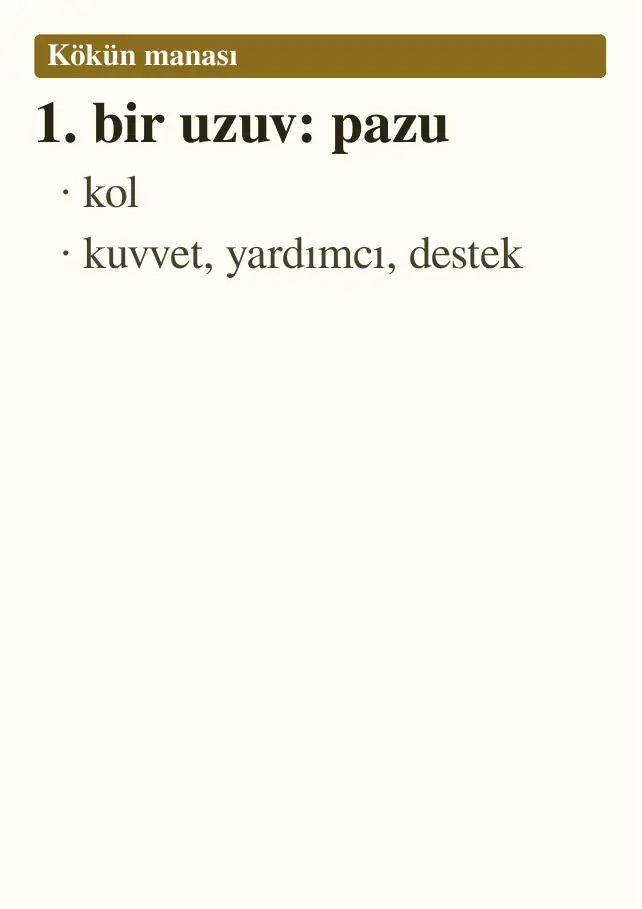 Kökün manası
1. bir uzuv: pazu
· kol
· kuvvet, yardımcı, destek